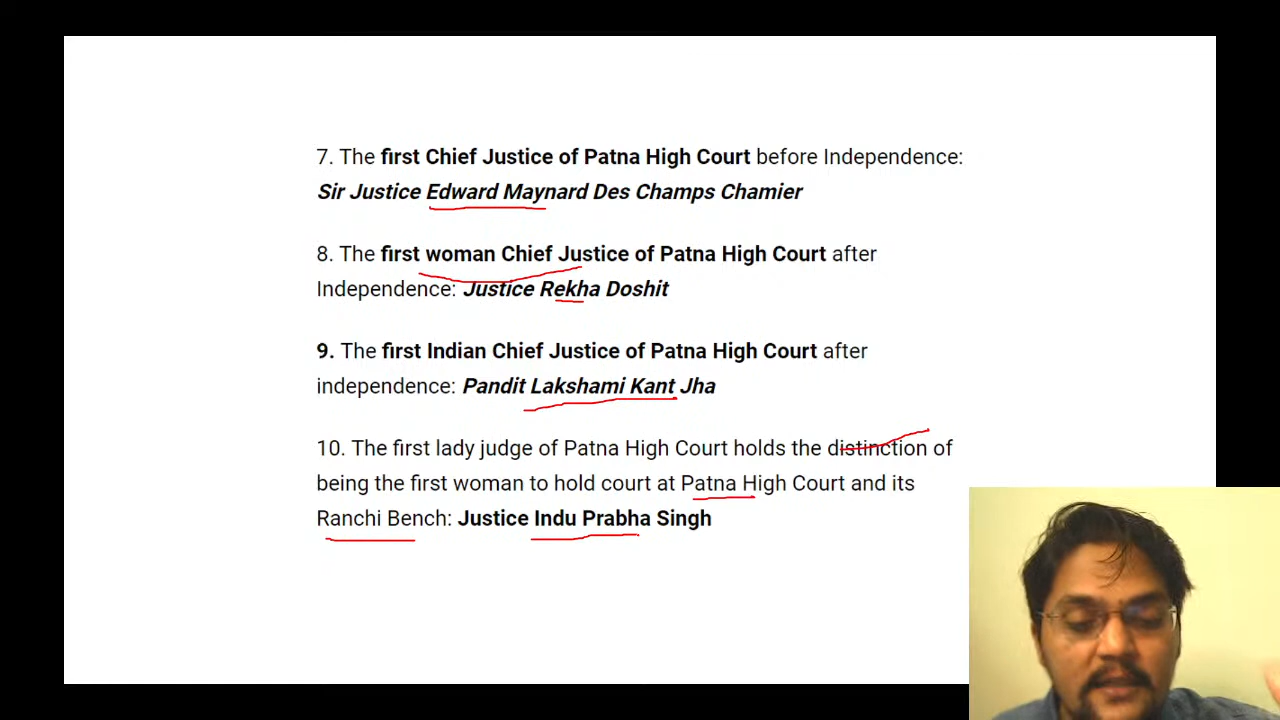 7. The first Chief Justice of Patna High Court before Independence:
Sir Justice Edward Maynard Des Champs Chamier
8. The first woman Chief Justice of Patna High Court after
Independence: Justice Rekha Doshit
9. The first Indian Chief Justice of Patna High Court after
independence: Pandit Lakshami Kant Jha
10. The first lady judge of Patna High Court holds the distinction of
being the first woman to hold court at Patna High Court and its
Ranchi Bench: Justice Indu Prabha Singh